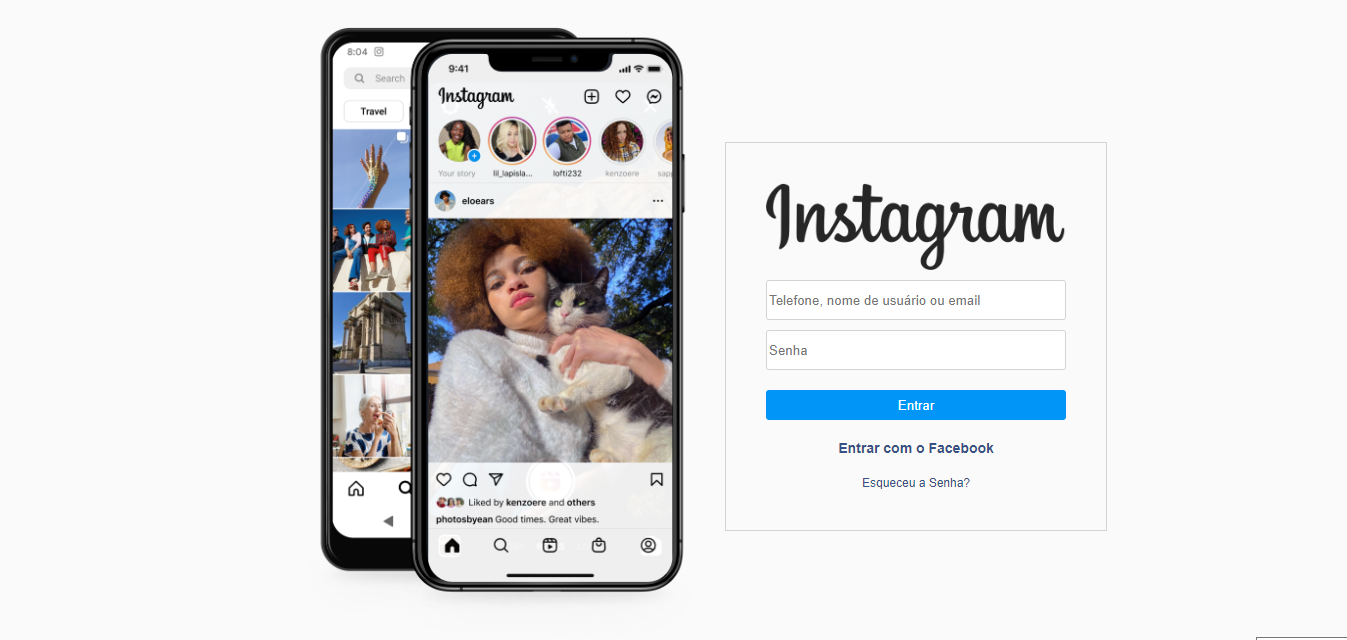 8:04
Search
Travel
9:41
Instagram
Your story
lil_lapisla...
lofti232
kenzoere
sapp
eloears
Liked by kenzoere and others
photosbyean Good times. Great vibes.
Instagram
Telefone, nome de usuário ou email
Senha
Entrar
Entrar com o Facebook
Esqueceu a Senha?